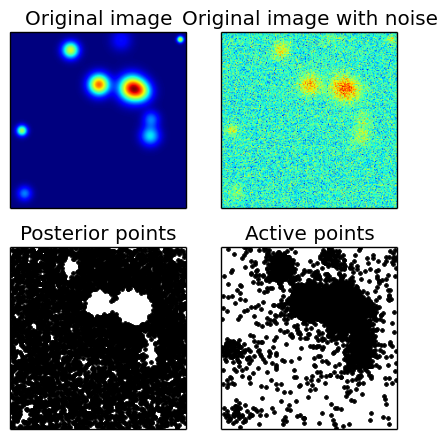 Original image
Original image with noise
Posterior points
Active points